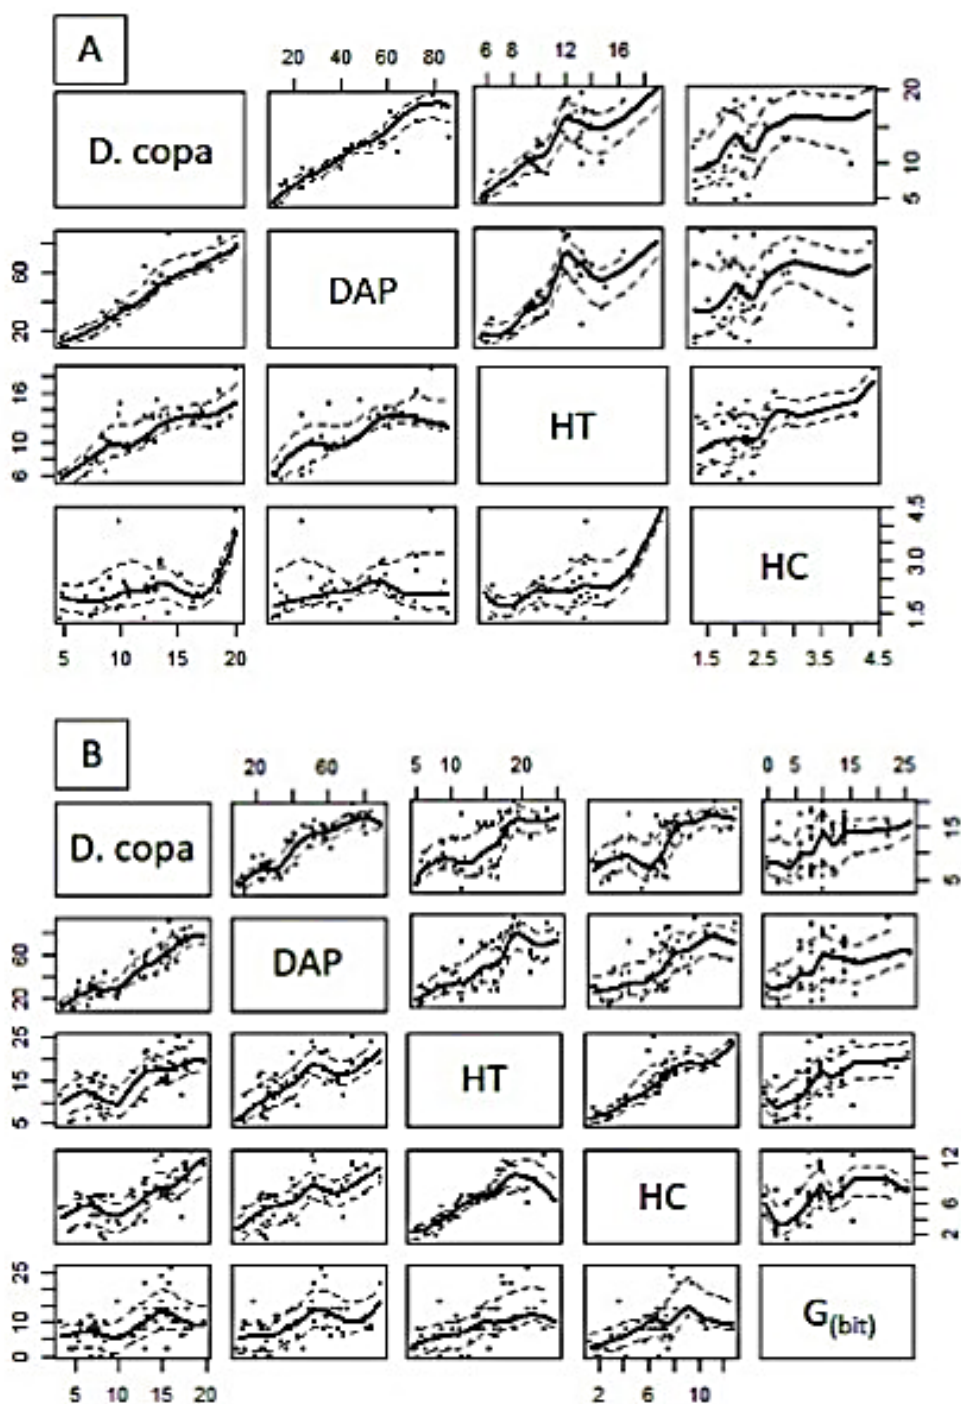 A
20 40 60 80 6 8 12 16
D. copa 5 10 20
20 60 DAP
6 10 16 HT
HC 1.5 3.0 4.5
5 10 15 20 1.5 2.5 3.5 4.5
B
20 60 5 10 20 0 5 15 25
D. copa 5 15
20 60 DAP
5 15 25 HT
HC 2 6 12
0 10 25 G(bit)
5 10 15 20 2 6 10